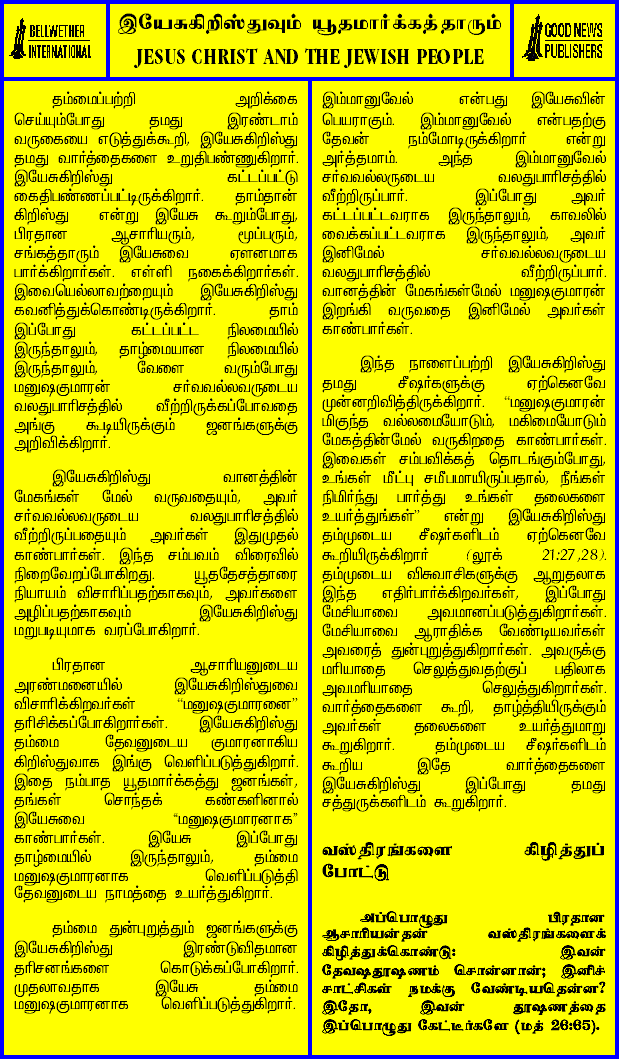 BELLWETHER
INTERNATIONAL
இயேசுகிறிஸ்துவும் யூதமார்க்கத்தாரும்
JESUS CHRIST AND THE JEWISH PEOPLE
GOOD NEWS
PUBLISHERS
தம்மைப்பற்றி அறிக்கை
செய்யும்போது தமது இரண்டாம்
வருகையை எடுத்துக்கூறி, இயேசுகிறிஸ்து
தமது வார்த்தைகளை உறுதிபண்ணுகிறார்.
இயேசுகிறிஸ்து கட்டப்பட்டு
கைதிபண்ணப்பட்டிருக்கிறார். தாம்தான்
கிறிஸ்து என்று இயேசு கூறும்போது,
பிரதான ஆசாரியரும், மூப்பரும்,
சங்கத்தாரும் இயேசுவை ஏளனமாக
பார்க்கிறார்கள். எள்ளி நகைக்கிறார்கள்.
இவையெல்லாவற்றையும் இயேசுகிறிஸ்து
கவனித்துக்கொண்டிருக்கிறார். தாம்
இப்போது கட்டப்பட்ட நிலமையில்
இருந்தாலும், தாழ்மையான நிலமையில்
இருந்தாலும், வேளை வரும்போது
மனுஷகுமாரன் சர்வவல்லவருடைய
வலதுபாரிசத்தில் வீற்றிருக்கப்போவதை
அங்கு கூடியிருக்கும் ஜனங்களுக்கு
அறிவிக்கிறார்.
இயேசுகிறிஸ்து வானத்தின்
மேகங்கள் மேல் வருவதையும், அவர்
சர்வவல்லவருடைய வலதுபாரிசத்தில்
வீற்றிருப்பதையும் அவர்கள் இதுமுதல்
காண்பார்கள். இந்த சம்பவம் விரைவில்
நிறைவேறப்போகிறது. யூததேசத்தாரை
நியாயம் விசாரிப்பதற்காகவும், அவர்களை
அழிப்பதற்காகவும் இயேசுகிறிஸ்து
மறுபடியுமாக வரப்போகிறார்.
பிரதான ஆசாரியனுடைய
அரண்மனையில் இயேசுகிறிஸ்துவை
விசாரிக்கிறவர்கள் “மனுஷகுமாரனை”
தரிசிக்கப்போகிறார்கள். இயேசுகிறிஸ்து
தம்மை தேவனுடைய குமாரனாகிய
கிறிஸ்துவாக இங்கு வெளிப்படுத்துகிறார்.
இதை நம்பாத யூதமார்க்கத்து ஜனங்கள்,
தங்கள் சொந்தக் கண்களினால்
இயேசுவை “மனுஷகுமாரனாக”
காண்பார்கள். இயேசு இப்போது
தாழ்மையில் இருந்தாலும், தம்மை
மனுஷகுமாரனாக வெளிப்படுத்தி
தேவனுடைய நாமத்தை உயர்த்துகிறார்.
தம்மை துன்புறுத்தும் ஜனங்களுக்கு
இயேசுகிறிஸ்து இரண்டுவிதமான
தரிசனங்களை கொடுக்கப்போகிறார்.
முதலாவதாக இயேசு தம்மை
மனுஷகுமாரனாக வெளிப்படுத்துகிறார்.
இம்மானுவேல் என்பது இயேசுவின்
பெயராகும். இம்மானுவேல் என்பதற்கு
தேவன் நம்மோடிருக்கிறார் என்று
அர்த்தமாம். அந்த இம்மானுவேல்
சர்வவல்லருடைய வலதுபாரிசத்தில்
வீற்றிருப்பார். இப்போது அவர்
கட்டப்பட்டவராக இருந்தாலும், காவலில்
வைக்கப்பட்டவராக இருந்தாலும், அவர்
இனிமேல் சர்வவல்லவருடைய
வலதுபாரிசத்தில் வீற்றிருப்பார்.
வானத்தின் மேகங்கள்மேல் மனுஷகுமாரன்
இறங்கி வருவதை இனிமேல் அவர்கள்
காண்பார்கள்.
இந்த நாளைப்பற்றி இயேசுகிறிஸ்து
தமது சீஷர்களுக்கு ஏற்கெனவே
முன்னறிவித்திருக்கிறார். “மனுஷகுமாரன்
மிகுந்த வல்லமையோடும், மகிமையோடும்
மேகத்தின்மேல் வருகிறதை காண்பார்கள்.
இவைகள் சம்பவிக்கத் தொடங்கும்போது,
உங்கள் மீட்பு சமீபமாயிருப்பதால், நீங்கள்
நிமிர்ந்து பார்த்து உங்கள் தலைகளை
உயர்த்துங்கள்” என்று இயேசுகிறிஸ்து
தம்முடைய சீஷர்களிடம் ஏற்கெனவே
கூறியிருக்கிறார் (லூக் 21:27,28).
தம்முடைய விசுவாசிகளுக்கு ஆறுதலாக
இந்த எதிர்பார்க்கிறவர்கள், இப்போது
மேசியாவை அவமானப்படுத்துகிறார்கள்.
மேசியாவை ஆராதிக்க வேண்டியவர்கள்
அவரைத் துன்புறுத்துகிறார்கள். அவருக்கு
மரியாதை செலுத்துவதற்குப் பதிலாக
அவமரியாதை செலுத்துகிறார்கள்.
வார்த்தைகளை கூறி, தாழ்த்தியிருக்கும்
அவர்கள் தலைகளை உயர்த்துமாறு
கூறுகிறார். தம்முடைய சீஷர்களிடம்
கூறிய இதே வார்த்தைகளை
இயேசுகிறிஸ்து இப்போது தமது
சத்துருக்களிடம் கூறுகிறார்.
வஸ்திரங்களை கிழித்துப்
போட்டு
அப்பொழுது பிரதான
ஆசாரியன்தன் வஸ்திரங்களைக்
கிழித்துக்கொண்டு: இவன்
தேவஷதூஷணம் சொன்னான்; இனிச்
சாட்சிகள் நமக்கு வேண்டியதென்ன?
இதோ, இவன் தூஷணத்தை
இப்பொழுது கேட்டீர்களே (மத் 26:65).